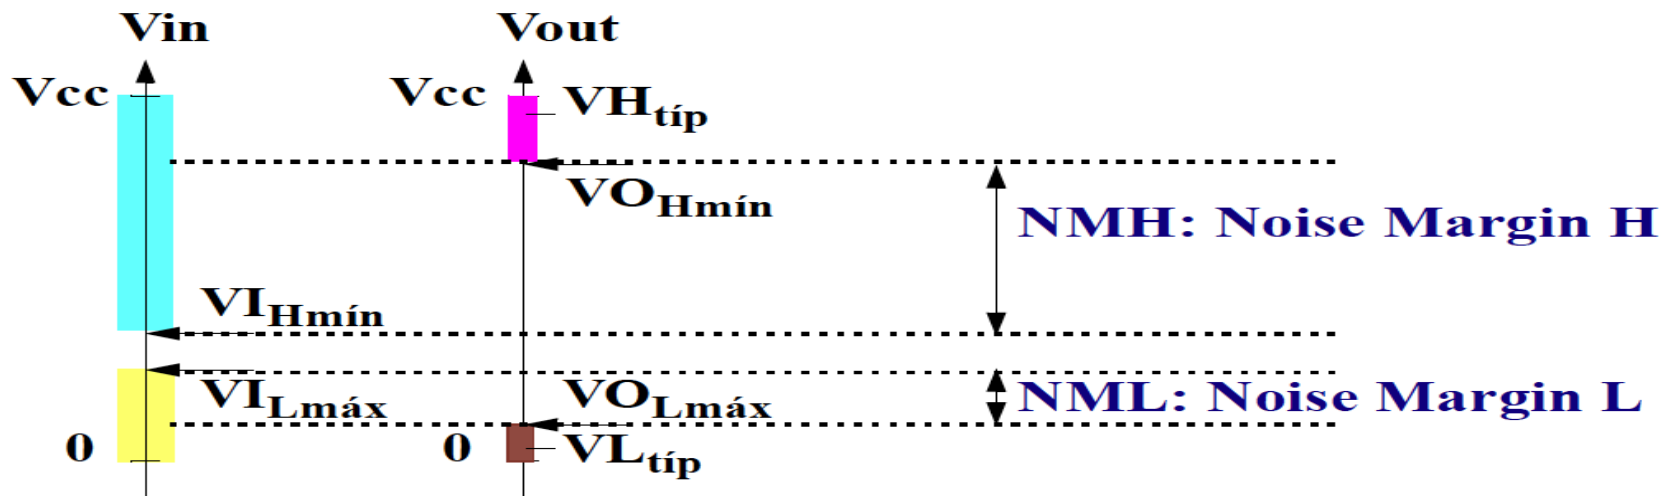 Vin
Vout
Vcc
Vcc
VHtíp
VOHmín
NMH: Noise Margin H
VIHmín
VILmáx
VOLmáx
NML: Noise Margin L
0
0
VLtíp